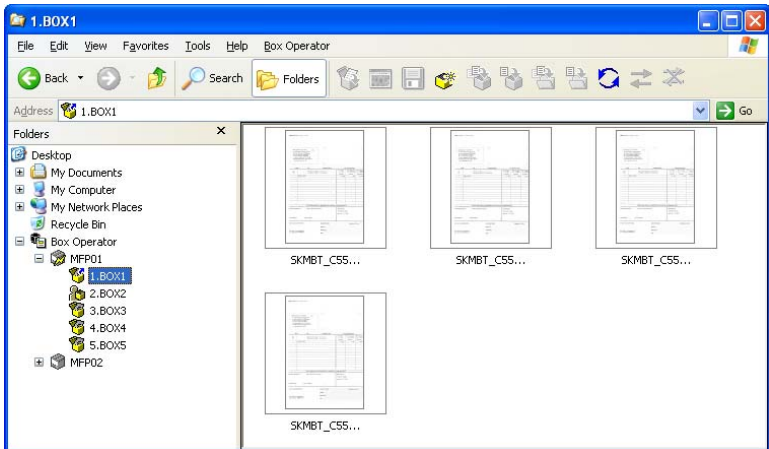 1.BOX1
File Edit View Favorites Tools Help Box Operator
Back Search Folders
Address 1.BOX1 Go
Folders x
Desktop
My Documents
My Computer
My Network Places
Recycle Bin
Box Operator
MFP01
1.BOX1
2.BOX2
3.BOX3
4.BOX4
5.BOX5
MFP02
SKMBT_C55... SKMBT_C55... SKMBT_C55...
SKMBT_C55...